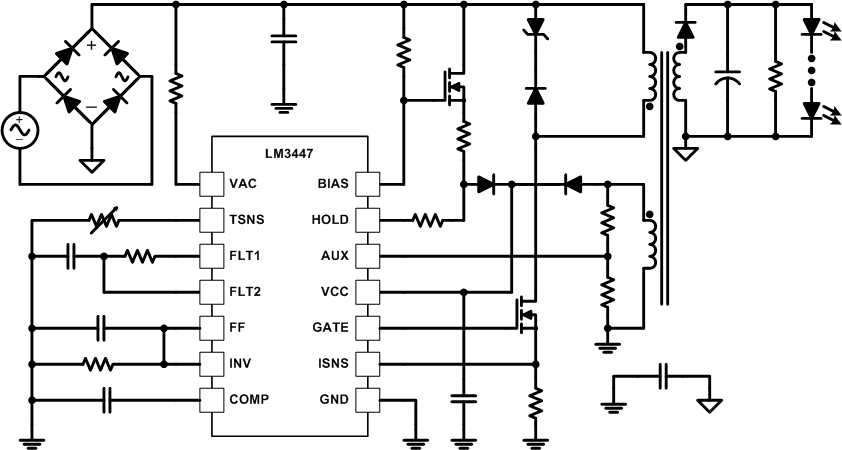 LM3447
VAC BIAS
TSNS HOLD
FLT1 AUX
FLT2 VCC
FF GATE
INV ISNS
COMP GND